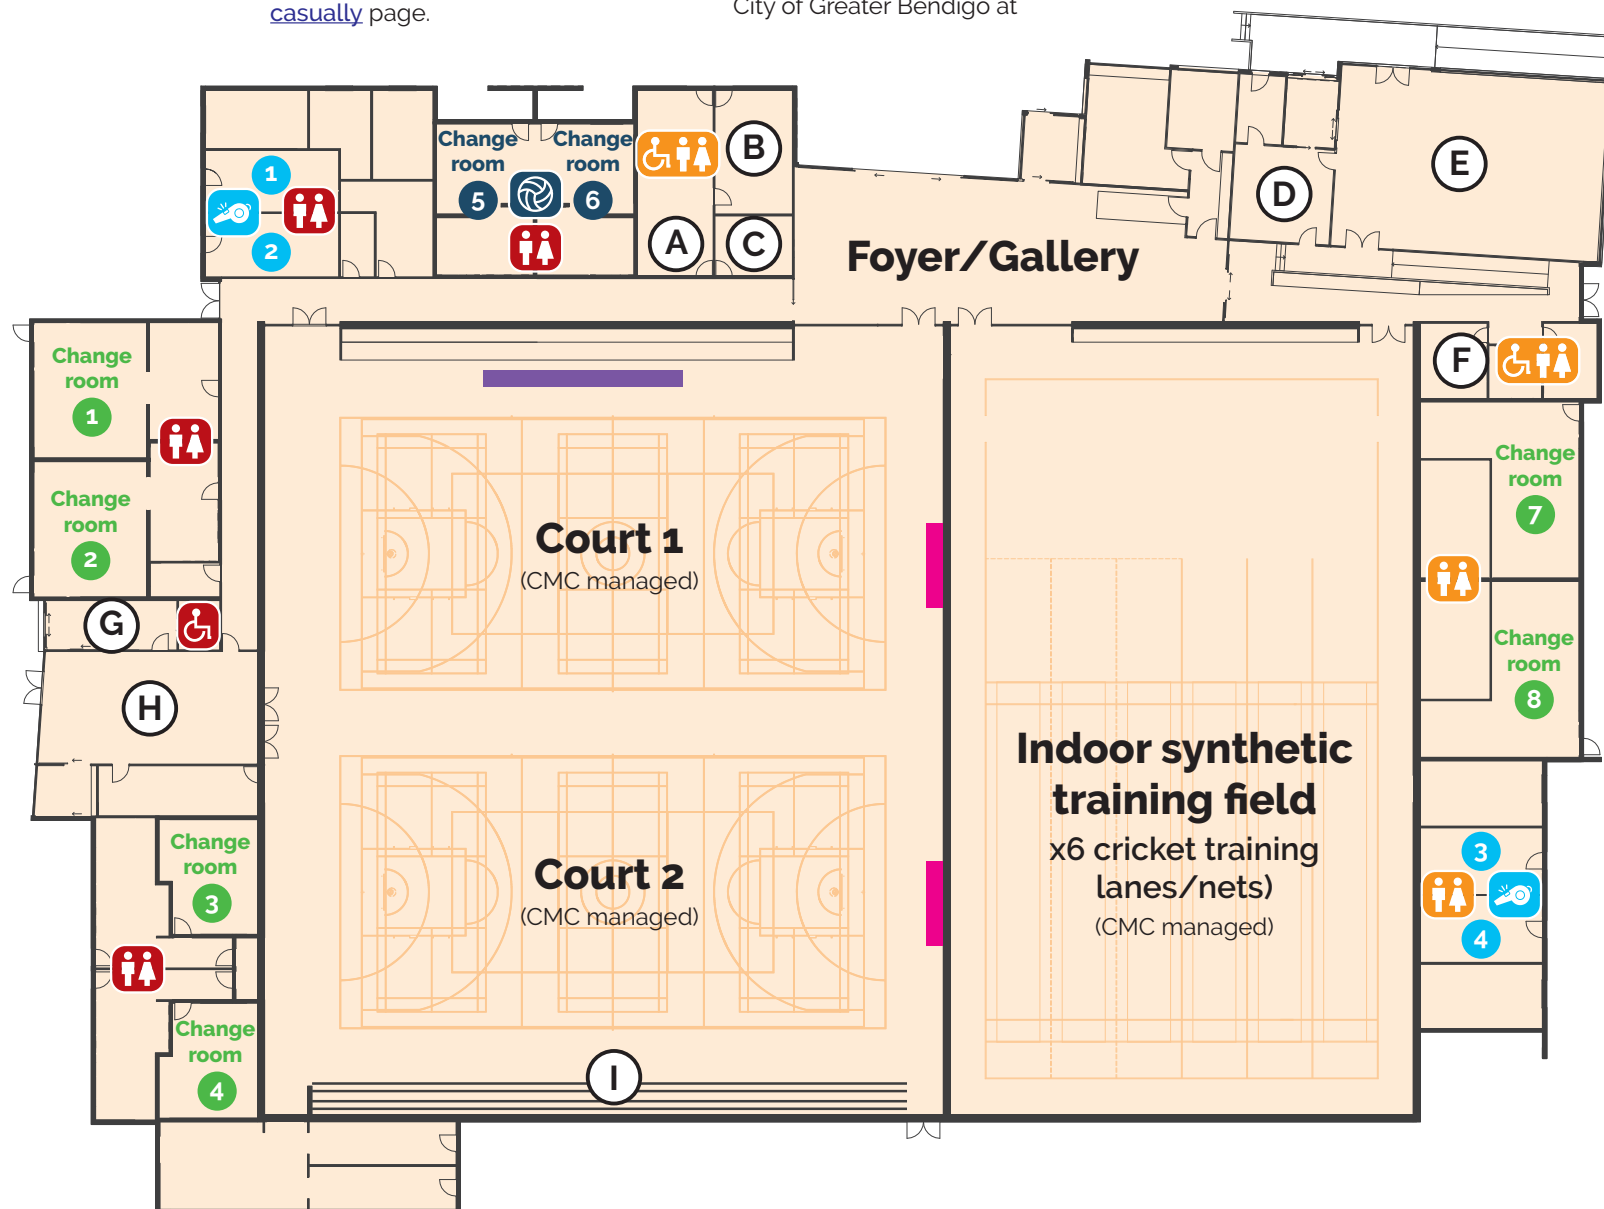 casually page.
City of Greater Bendigo at
Change room 5
Change room 6
1
2
A
B
C
D
E
Foyer/Gallery
Change
room
1
Change
room
2
F
Change
room
7
Change
room
8
Court 1
(CMC managed)
G
H
Indoor synthetic
training field
x6 cricket training
lanes/nets)
(CMC managed)
Change
room
3
Court 2
(CMC managed)
3
4
Change
room
4
I